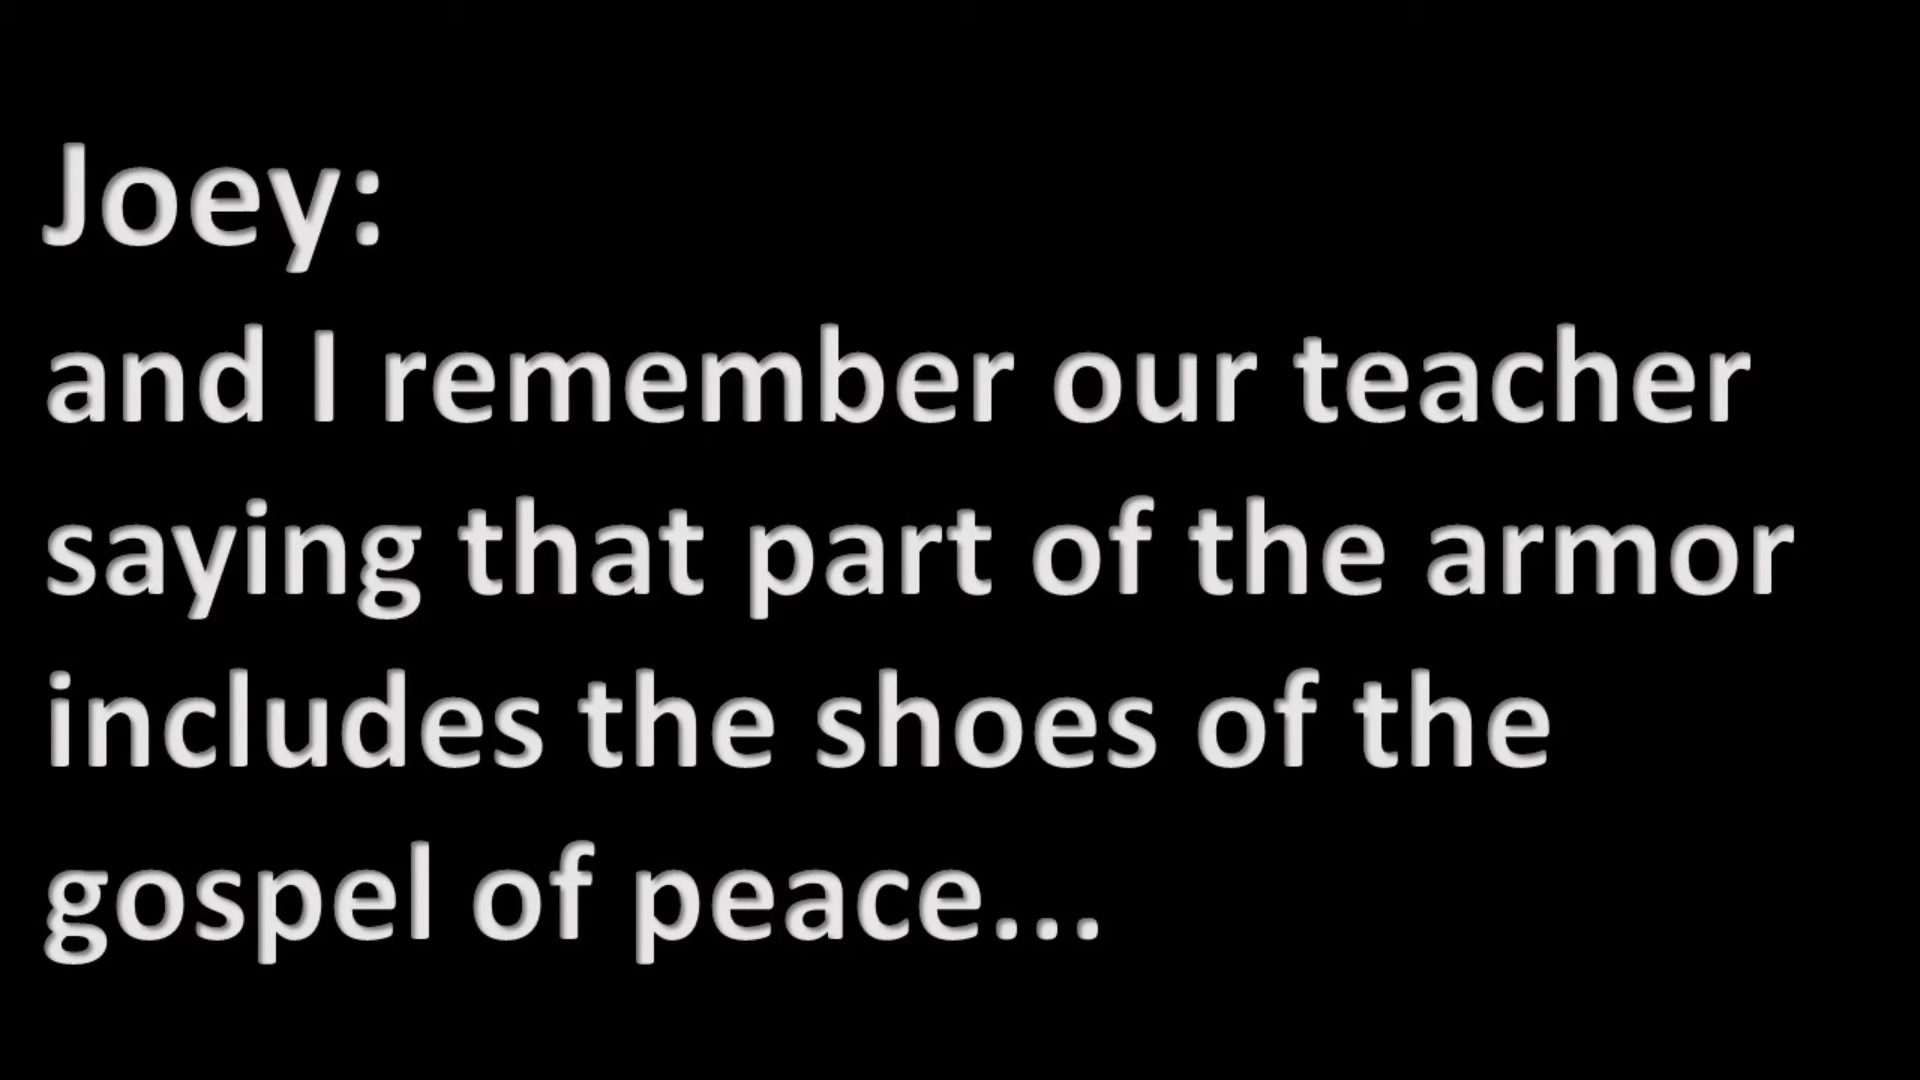 Joey:
and I remember our teacher
saying that part of the armor
includes the shoes of the
gospel of peace...